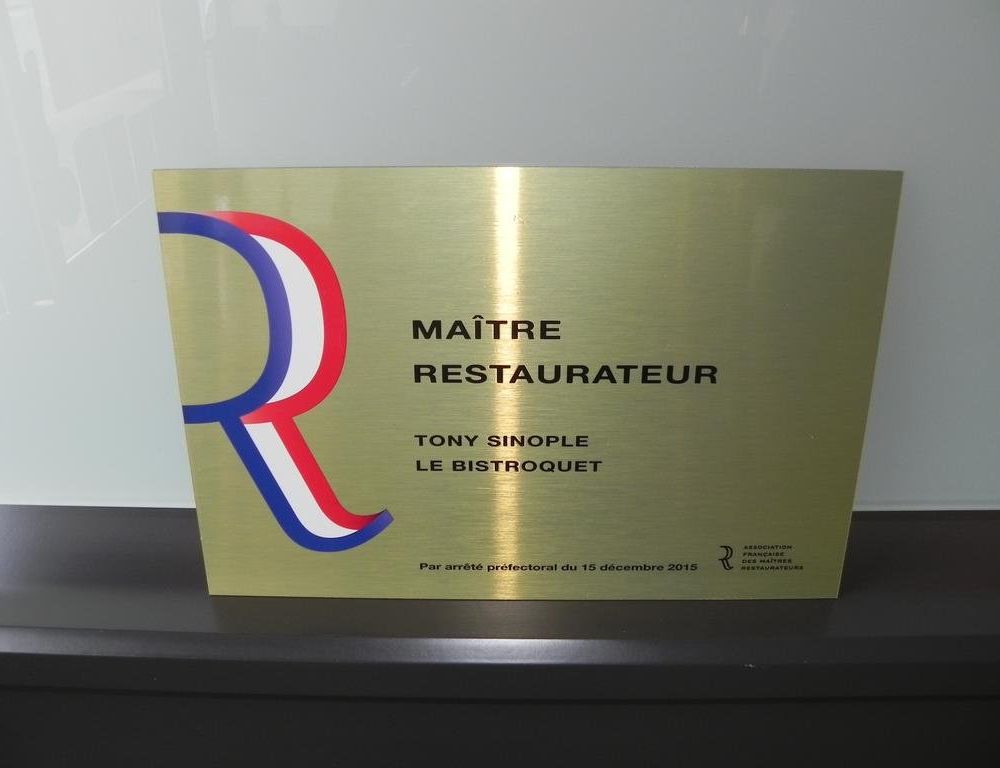 MAÎTRE
RESTAURATEUR
TONY SINOPLE
LE BISTROQUET
Par arrêté préfectoral du 15 décembre 2015
ASSOCIATION
FRANÇAISE
DES MAÎTRES
RESTAURATEURS